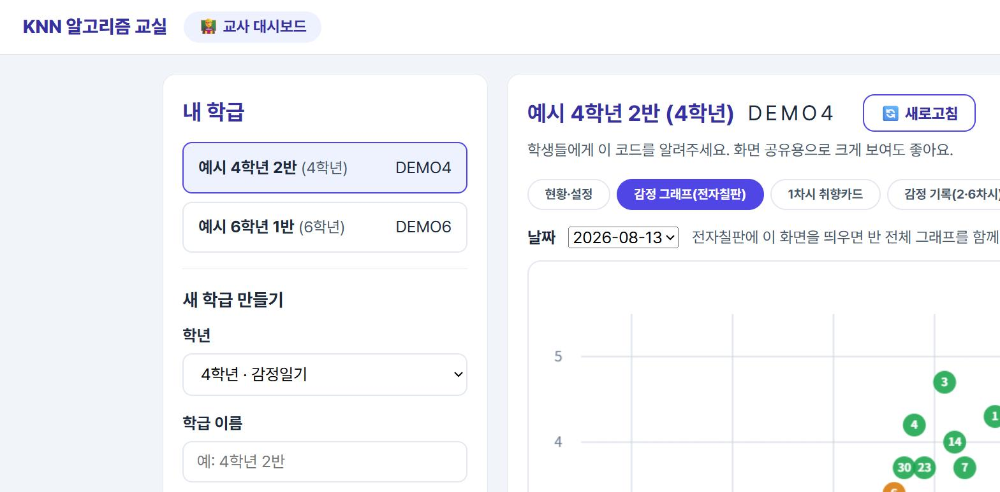 KNN 알고리즘 교실
교사 대시보드
내 학급
예시 4학년 2반 (4학년) DEMO4
예시 6학년 1반 (6학년) DEMO6
새 학급 만들기
학년
4학년 · 감정일기
학급 이름
예: 4학년 2반
예시 4학년 2반 (4학년) DEMO4 새로고침
학생들에게 이 코드를 알려주세요. 화면 공유용으로 크게 보여도 좋아요.
현황·설정 감정 그래프(전자칠판) 1차시 취향카드 감정 기록(2·6차시)
날짜 2026-08-13 전자칠판에 이 화면을 띄우면 반 전체 그래프를 함께
5
3
1
4
4
14
30 23 7